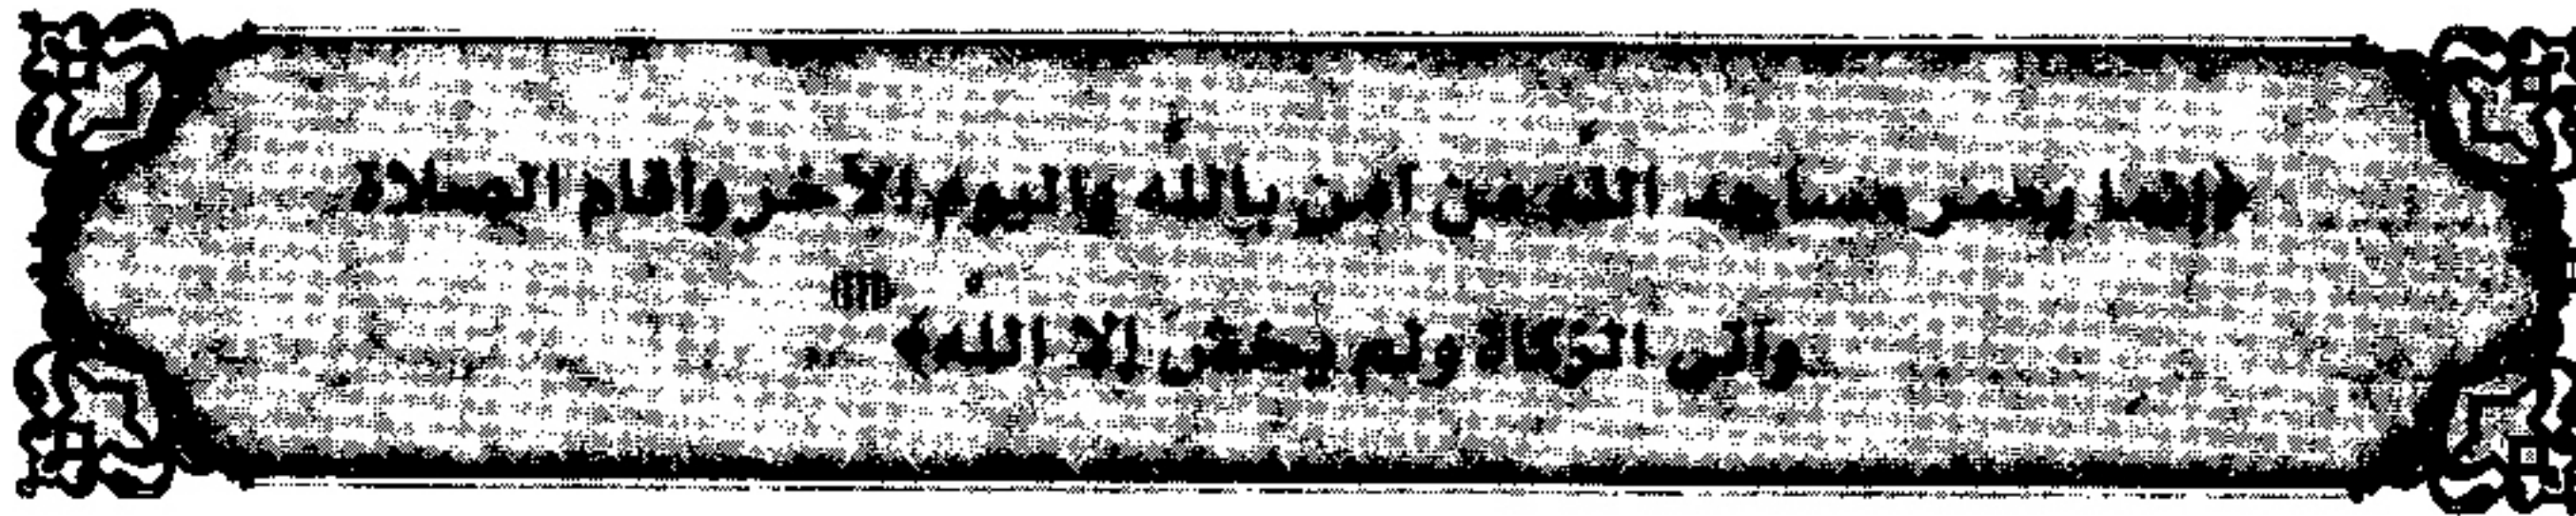 ﴿إنما يعمر مساجد الله من آمن بالله واليوم الآخر وأقام الصلاة
وآتى الزكاة ولم يخش إلا الله﴾